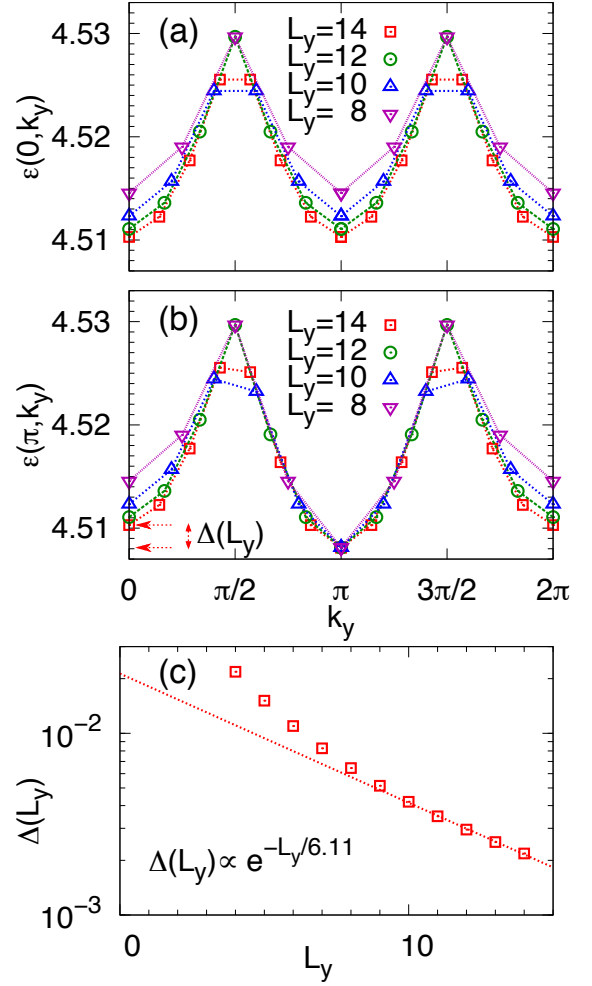 (a)
L_y=14
L_y=12
L_y=10
L_y= 8
4.53
4.52
4.51
ε(0,k_y)
(b)
L_y=14
L_y=12
L_y=10
L_y= 8
4.53
4.52
4.51
ε(π,k_y)
Δ(L_y)
0 π/2 π 3π/2 2π
k_y
(c)
10^−2
10^−3
Δ(L_y)
Δ(L_y)∝ e^−L_y/6.11
0 10
L_y